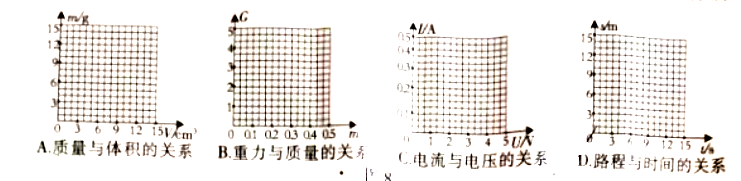 m/g
15
12
9
6
3
0 3 6 9 12 15 V/cm³
A.质量与体积的关系
G
5
4
3
2
1
0 0.1 0.2 0.3 0.4 0.5 m
B.重力与质量的关系
I/A
0.5
0.4
0.3
0.2
0.1
0 1 2 3 4 5 U/V
C.电流与电压的关系
s/m
15
12
9
6
3
0 3 6 9 12 15 t/s
D.路程与时间的关系
8